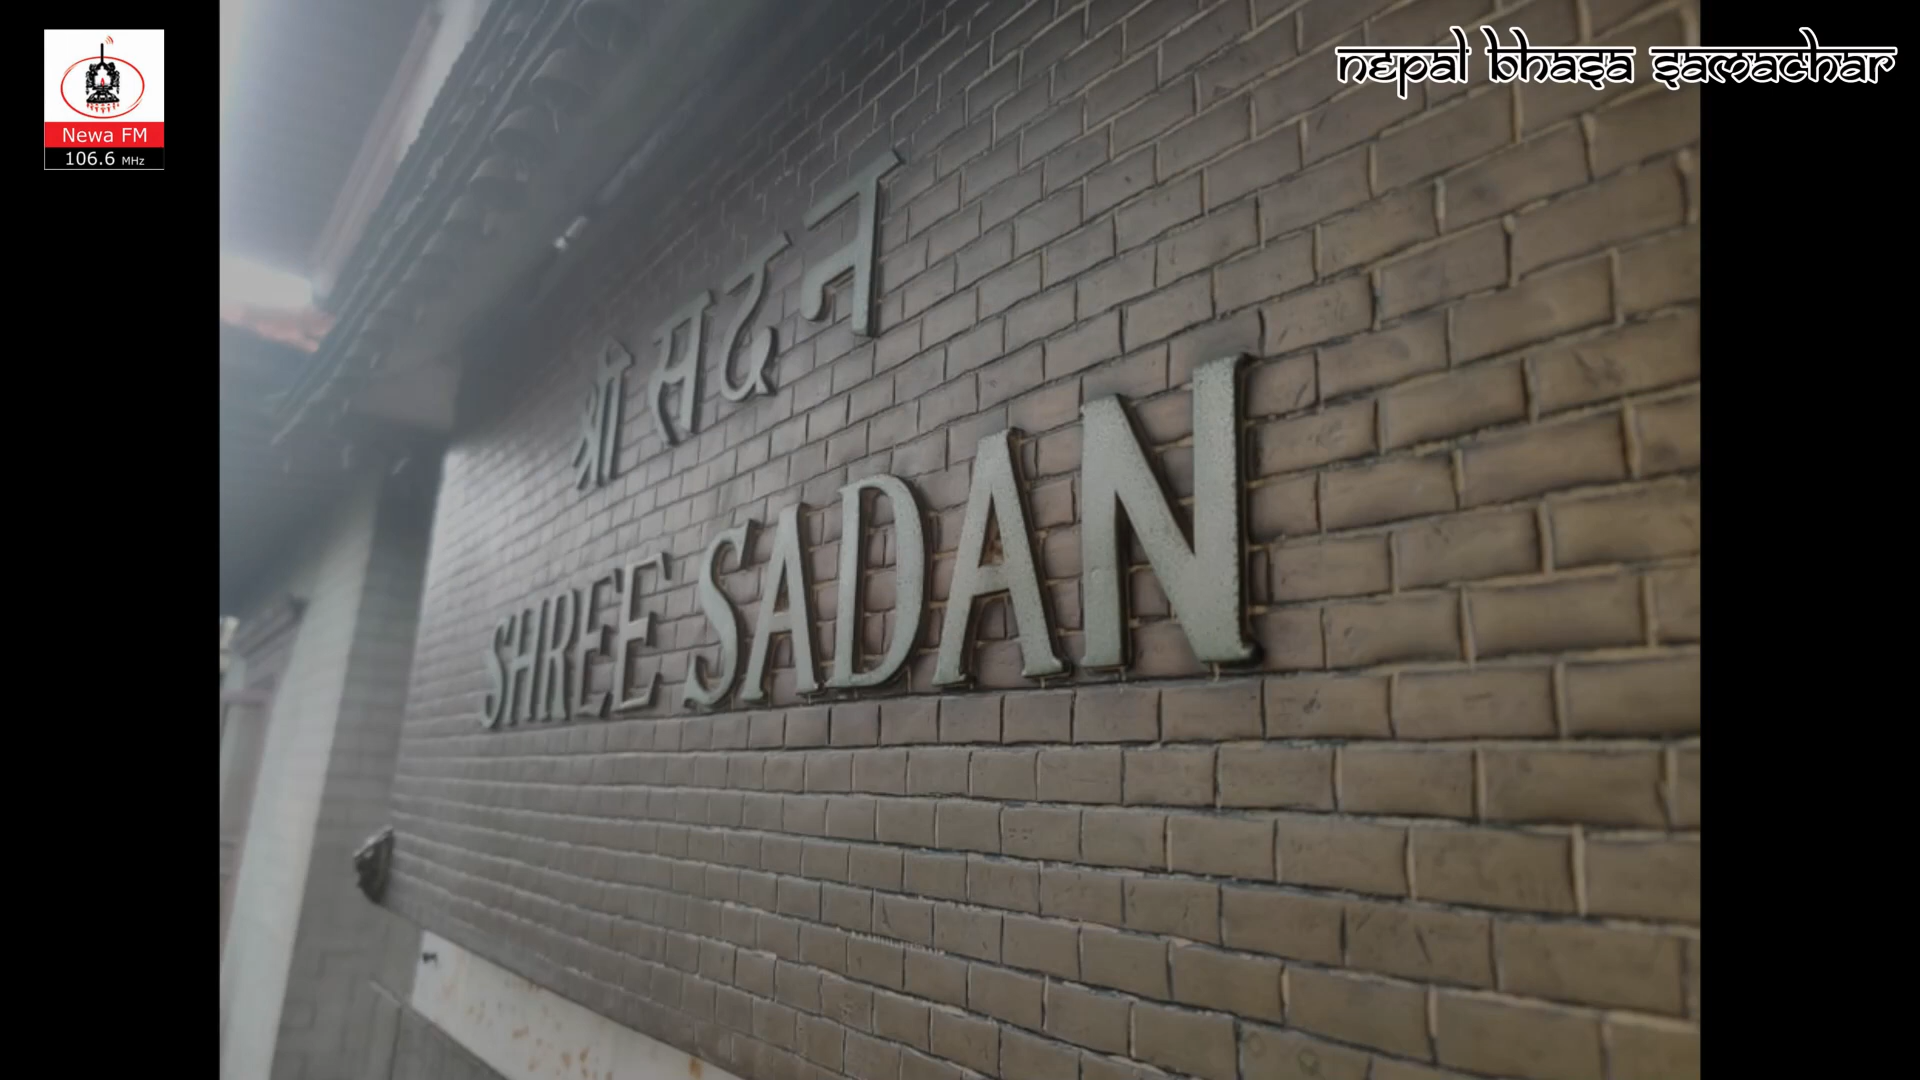 nepal bhasa samachar
Newa FM
106.6 MHz
श्री सदन
SHREE SADAN